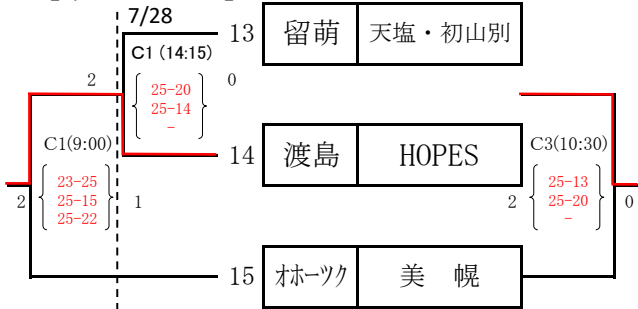 7/28
13 留萌 天塩・初山別
C1 (14:15)
2
25-20
25-14
-
0
C1(9:00)
14 渡島 HOPES
C3(10:30)
23-25
25-15
25-22
2
1
25-13
25-20
-
2
0
15 オホーツク 美 幌